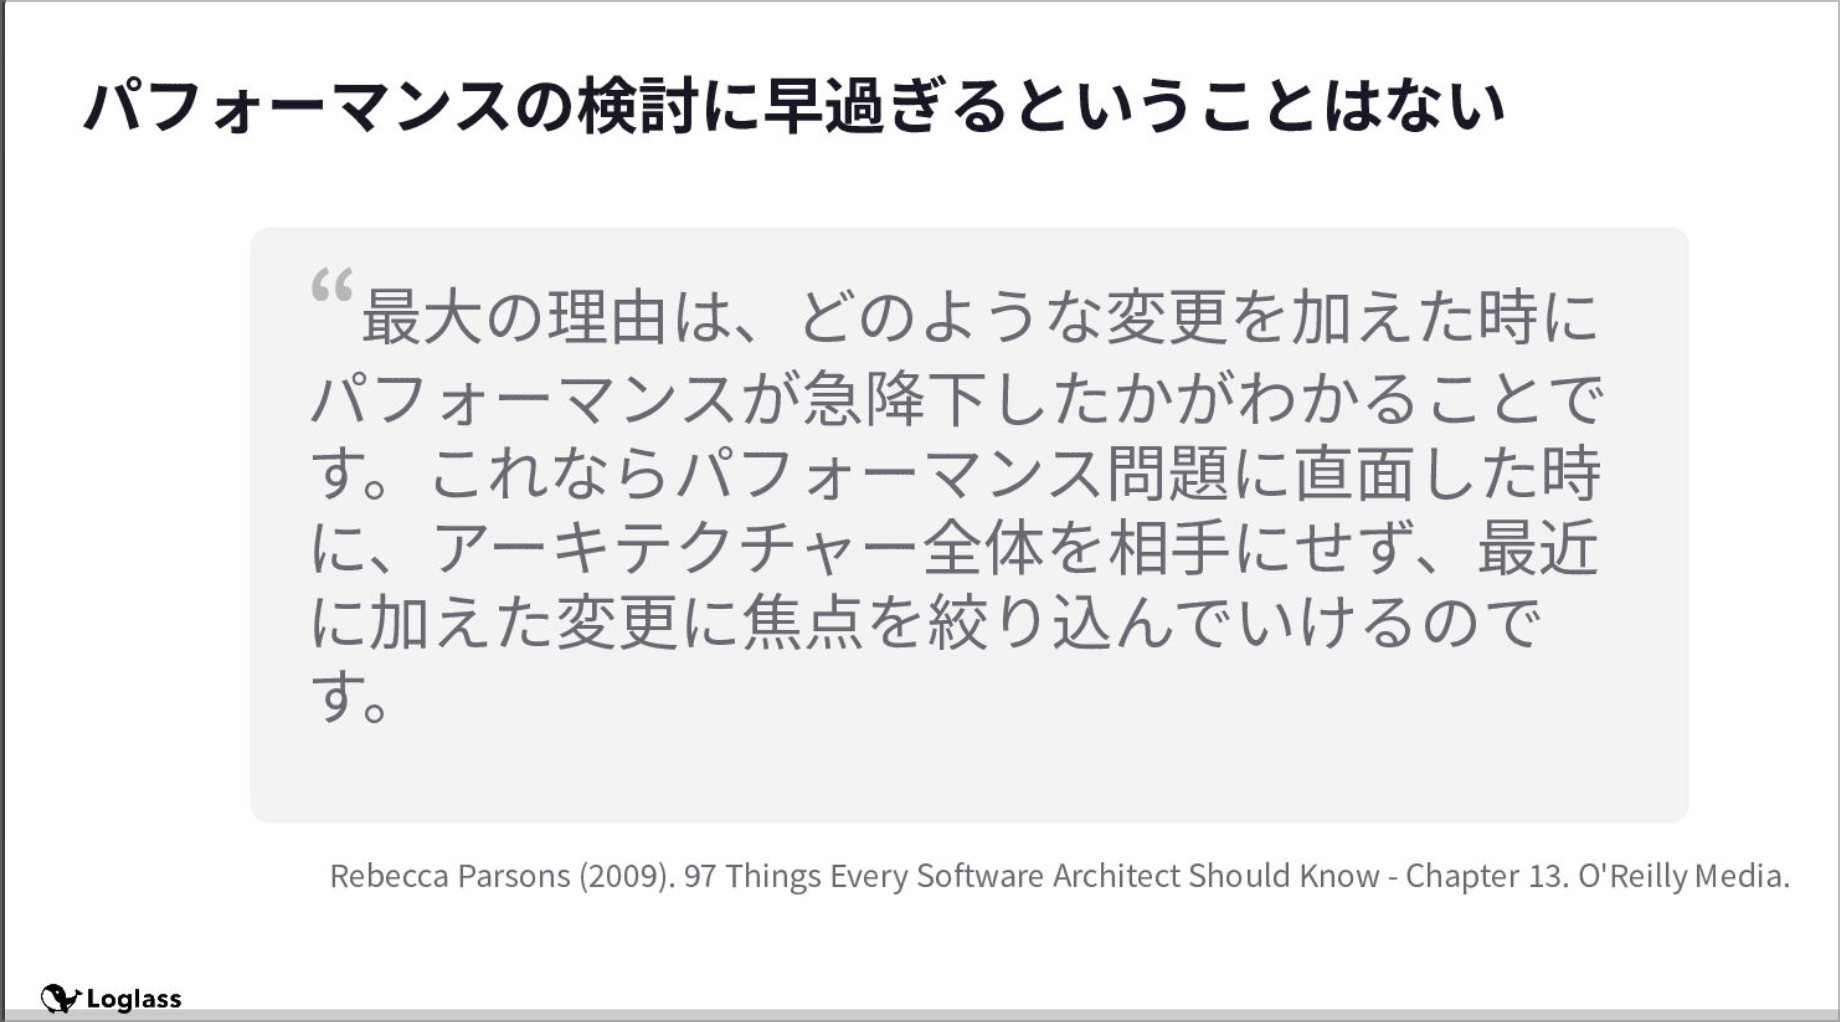 パフォーマンスの検討に早過ぎるということはない
“最大の理由は、どのような変更を加えた時に
パフォーマンスが急降下したかがわかることで
す。これならパフォーマンス問題に直面した時
に、アーキテクチャー全体を相手にせず、最近
に加えた変更に焦点を絞り込んでいけるので
す。
Rebecca Parsons (2009). 97 Things Every Software Architect Should Know - Chapter 13. O'Reilly Media.
Loglass